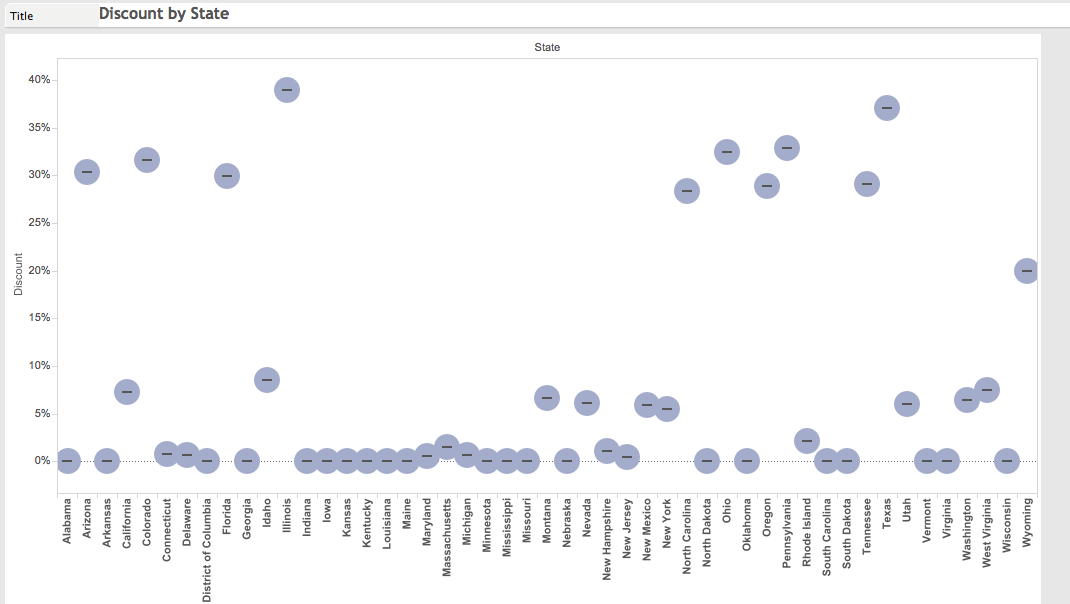 Title
Discount by State
State
Discount
40%
35%
30%
25%
20%
15%
10%
5%
0%
Alabama
Arizona
Arkansas
California
Colorado
Connecticut
Delaware
District of Columbia
Florida
Georgia
Idaho
Illinois
Indiana
Iowa
Kansas
Kentucky
Louisiana
Maine
Maryland
Massachusetts
Michigan
Minnesota
Mississippi
Missouri
Montana
Nebraska
Nevada
New Hampshire
New Jersey
New Mexico
New York
North Carolina
North Dakota
Ohio
Oklahoma
Oregon
Pennsylvania
Rhode Island
South Carolina
South Dakota
Tennessee
Texas
Utah
Vermont
Virginia
Washington
West Virginia
Wisconsin
Wyoming